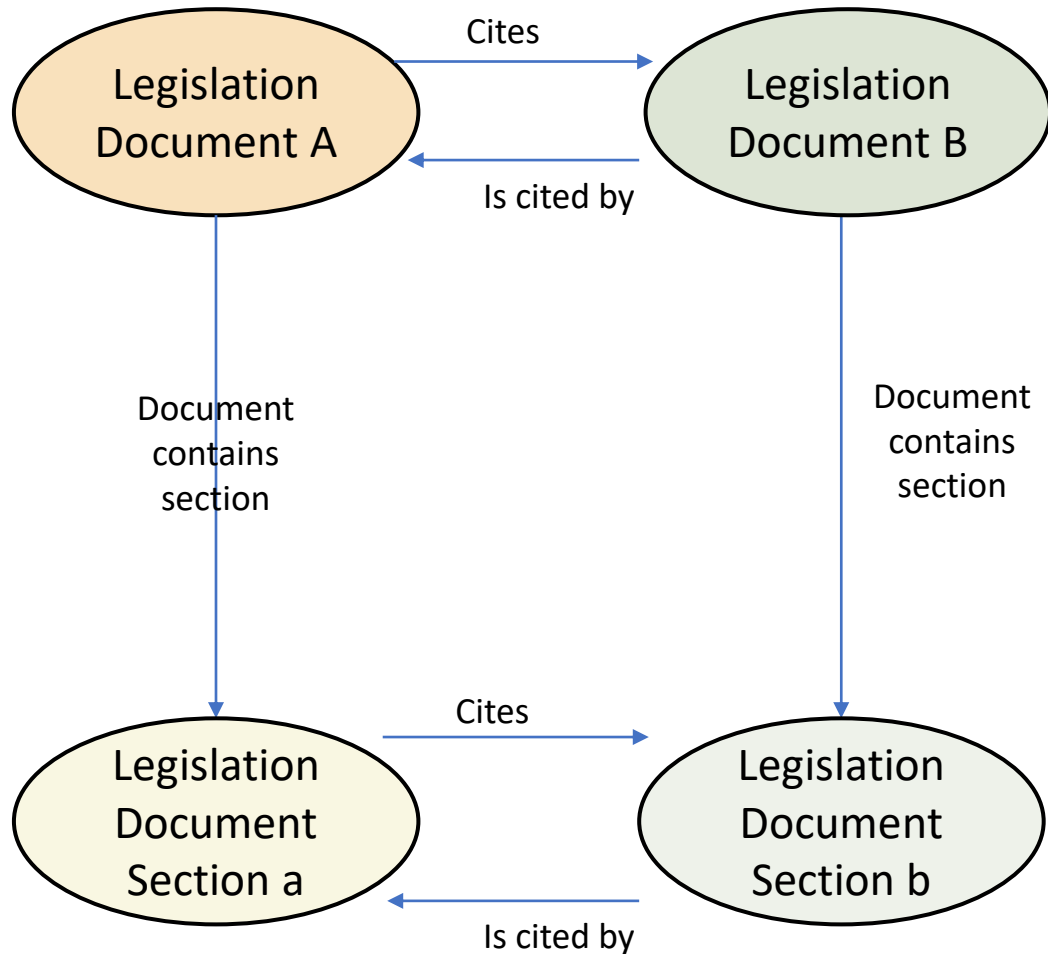 Cites
Legislation
Document A
Legislation
Document B
Is cited by
Document
contains
section
Document
contains
section
Cites
Legislation
Document
Section a
Legislation
Document
Section b
Is cited by